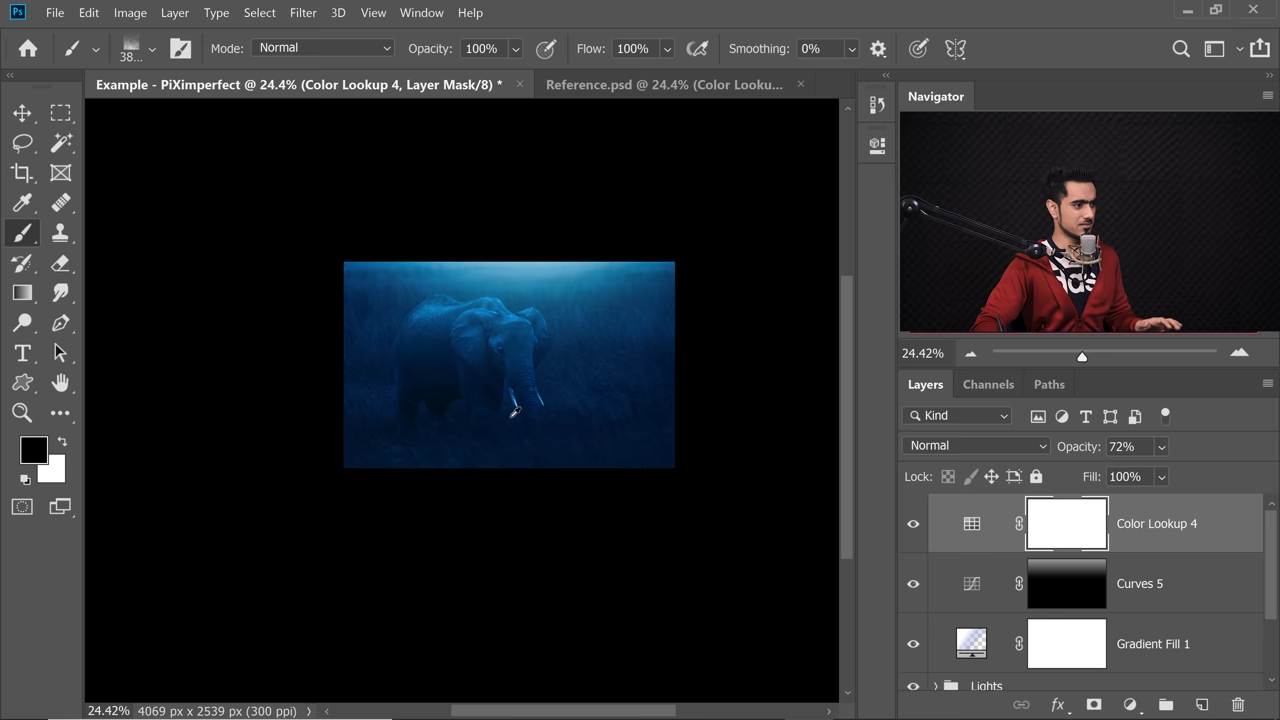 Ps File Edit Image Layer Type Select Filter 3D View Window Help
38... Mode: Normal Opacity: 100% Flow: 100% Smoothing: 0%
Example - PiXimperfect @ 24.4% (Color Lookup 4, Layer Mask/8) * × Reference.psd @ 24.4% (Color Looku... ×
Navigator
24.42%
Layers Channels Paths
Kind
Normal Opacity: 72%
Lock: Fill: 100%
Color Lookup 4
Curves 5
Gradient Fill 1
Lights
24.42% 4069 px x 2539 px (300 ppi)
fx